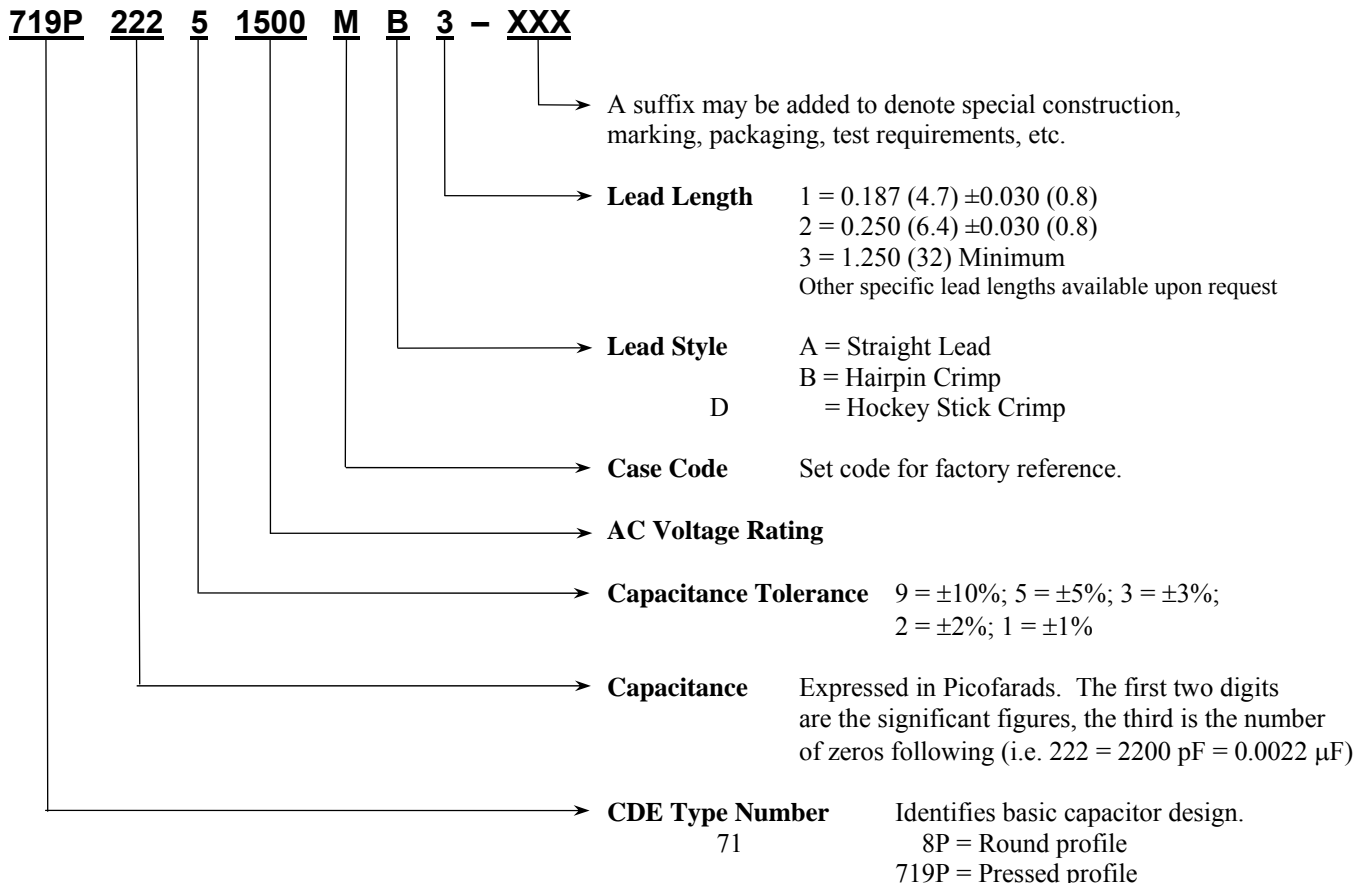 719P 222 5 1500 M B 3 – XXX
A suffix may be added to denote special construction,
marking, packaging, test requirements, etc.
Lead Length 1 = 0.187 (4.7) ±0.030 (0.8)
2 = 0.250 (6.4) ±0.030 (0.8)
3 = 1.250 (32) Minimum
Other specific lead lengths available upon request
Lead Style A = Straight Lead
B = Hairpin Crimp
D = Hockey Stick Crimp
Case Code Set code for factory reference.
AC Voltage Rating
Capacitance Tolerance 9 = ±10%; 5 = ±5%; 3 = ±3%;
2 = ±2%; 1 = ±1%
Capacitance Expressed in Picofarads. The first two digits
are the significant figures, the third is the number
of zeros following (i.e. 222 = 2200 pF = 0.0022 μF)
CDE Type Number Identifies basic capacitor design.
71 8P = Round profile
719P = Pressed profile